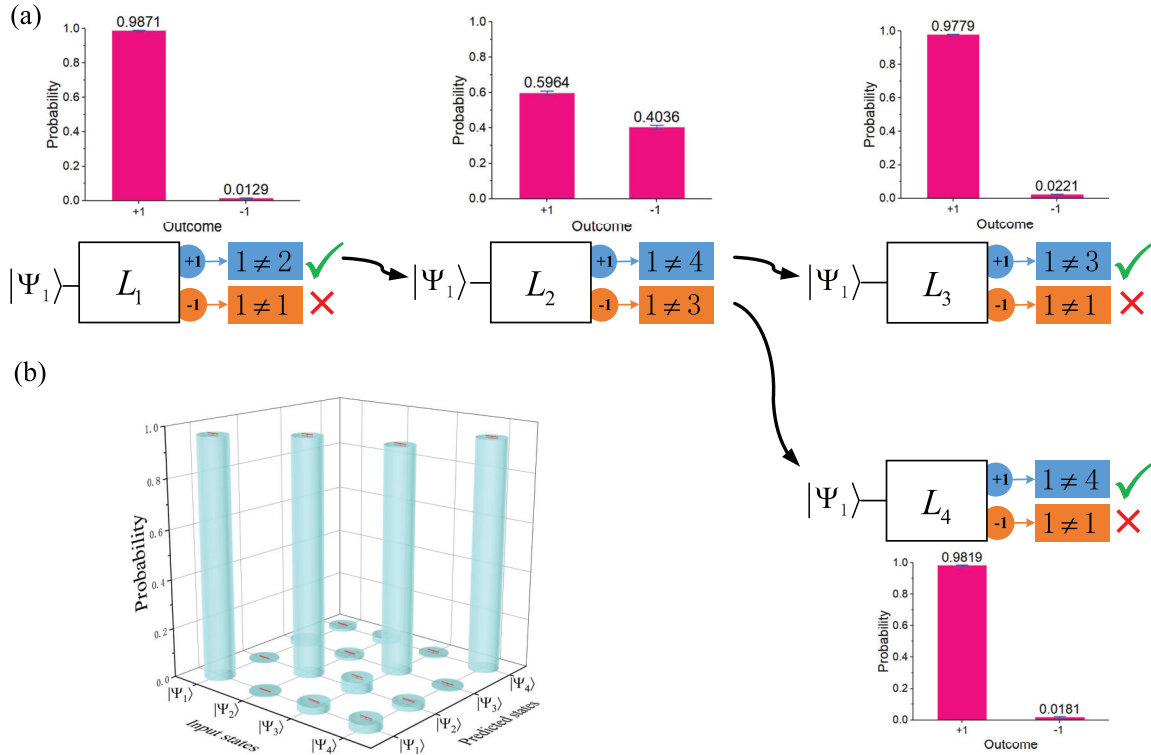 (a)
Probability
1.0
0.8
0.6
0.4
0.2
0.0
0.9871
0.0129
+1
-1
Outcome
Probability
1.0
0.8
0.6
0.4
0.2
0.0
0.5964
0.4036
+1
-1
Outcome
Probability
1.0
0.8
0.6
0.4
0.2
0.0
0.9779
0.0221
+1
-1
Outcome
|Ψ₁⟩
L₁
+1
1 ≠ 2
-1
1 ≠ 1
|Ψ₁⟩
L₂
+1
1 ≠ 4
-1
1 ≠ 3
|Ψ₁⟩
L₃
+1
1 ≠ 3
-1
1 ≠ 1
(b)
Probability
1.0
0.8
0.6
0.4
0.2
0.0
|Ψ₁⟩
|Ψ₂⟩
|Ψ₃⟩
|Ψ₄⟩
Input states
|Ψ₁⟩
|Ψ₂⟩
|Ψ₃⟩
|Ψ₄⟩
Predicted states
|Ψ₁⟩
L₄
+1
1 ≠ 4
-1
1 ≠ 1
Probability
1.0
0.8
0.6
0.4
0.2
0.0
0.9819
0.0181
+1
-1
Outcome